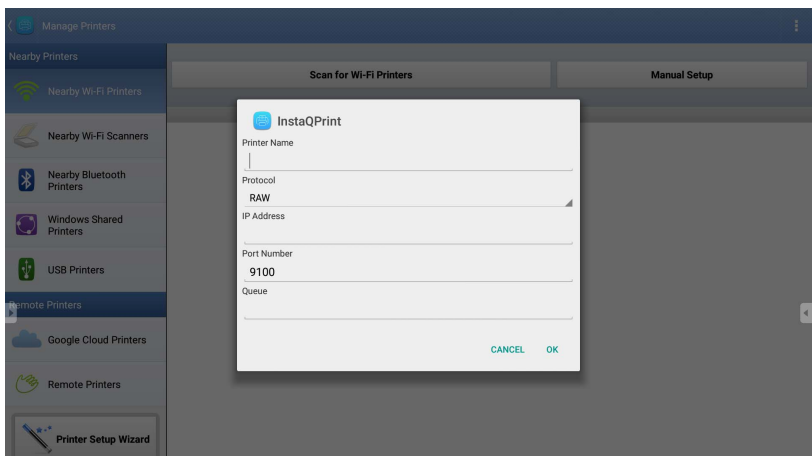 Manage Printers
Nearby Printers
Nearby Wi-Fi Printers
Nearby Wi-Fi Scanners
Nearby Bluetooth
Printers
Windows Shared
Printers
USB Printers
Remote Printers
Google Cloud Printers
Remote Printers
Printer Setup Wizard
Scan for Wi-Fi Printers
Manual Setup
InstaQPrint
Printer Name
Protocol
RAW
IP Address
Port Number
9100
Queue
CANCEL OK